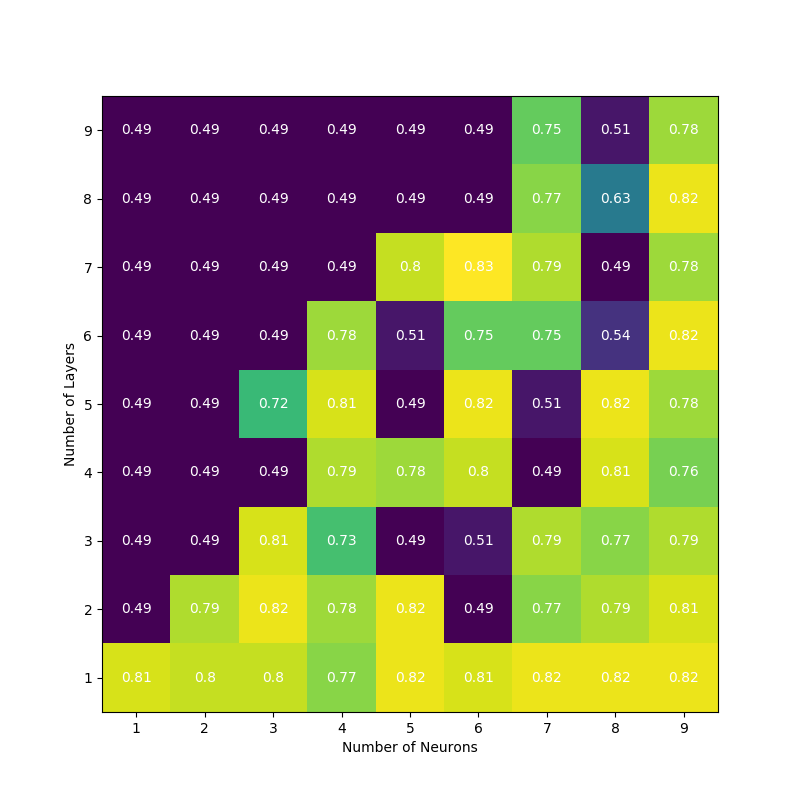 9 0.49 0.49 0.49 0.49 0.49 0.49 0.75 0.51 0.78
8 0.49 0.49 0.49 0.49 0.49 0.49 0.77 0.63 0.82
7 0.49 0.49 0.49 0.49 0.8 0.83 0.79 0.49 0.78
6 0.49 0.49 0.49 0.78 0.51 0.75 0.75 0.54 0.82
5 0.49 0.49 0.72 0.81 0.49 0.82 0.51 0.82 0.78
4 0.49 0.49 0.49 0.79 0.78 0.8 0.49 0.81 0.76
3 0.49 0.49 0.81 0.73 0.49 0.51 0.79 0.77 0.79
2 0.49 0.79 0.82 0.78 0.82 0.49 0.77 0.79 0.81
1 0.81 0.8 0.8 0.77 0.82 0.81 0.82 0.82 0.82
1 2 3 4 5 6 7 8 9
Number of Neurons
Number of Layers